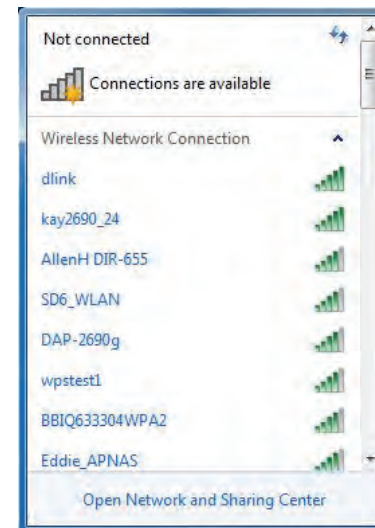 Not connected
Connections are available
Wireless Network Connection
dlink
kay2690_24
AllenH DIR-655
SD6_WLAN
DAP-2690g
wpstest1
BBIQ633304WPA2
Eddie_APNAS
Open Network and Sharing Center